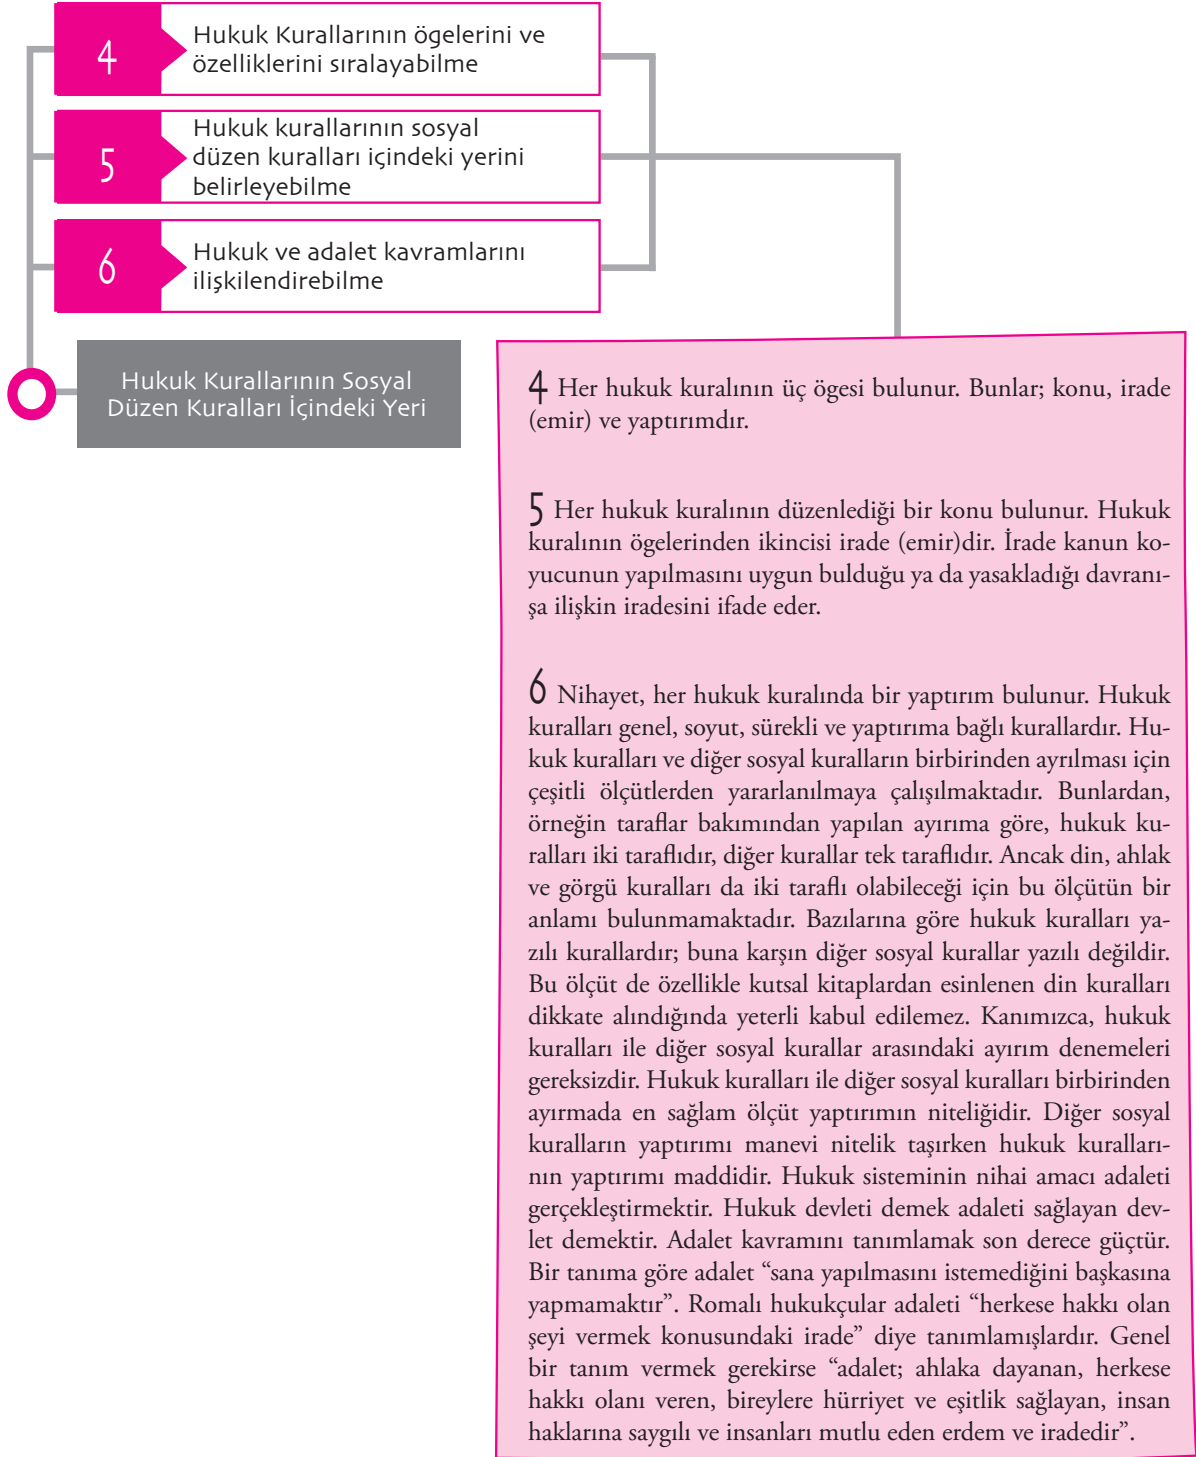 4
Hukuk Kurallarının ögelerini ve
özelliklerini sıralayabilme
5
Hukuk kurallarının sosyal
düzen kuralları içindeki yerini
belirleyebilme
6
Hukuk ve adalet kavramlarını
ilişkilendirebilme
Hukuk Kurallarının Sosyal
Düzen Kuralları İçindeki Yeri
4 Her hukuk kuralının üç ögesi bulunur. Bunlar; konu, irade
(emir) ve yaptırımdır.
5 Her hukuk kuralının düzenlediği bir konu bulunur. Hukuk
kuralının ögelerinden ikincisi irade (emir)dir. İrade kanun ko-
yucunun yapılmasını uygun bulduğu ya da yasakladığı davranı-
şa ilişkin iradesini ifade eder.
6 Nihayet, her hukuk kuralında bir yaptırım bulunur. Hukuk
kuralları genel, soyut, sürekli ve yaptırıma bağlı kurallardır. Hu-
kuk kuralları ve diğer sosyal kuralların birbirinden ayrılması için
çeşitli ölçütlerden yararlanılmaya çalışılmaktadır. Bunlardan,
örneğin taraflar bakımından yapılan ayırıma göre, hukuk ku-
ralları iki taraflıdır, diğer kurallar tek taraflıdır. Ancak din, ahlak
ve görgü kuralları da iki taraflı olabileceği için bu ölçütün bir
anlamı bulunmamaktadır. Bazılarına göre hukuk kuralları ya-
zılı kurallardır; buna karşın diğer sosyal kurallar yazılı değildir.
Bu ölçüt de özellikle kutsal kitaplardan esinlenen din kuralları
dikkate alındığında yeterli kabul edilemez. Kanımızca, hukuk
kuralları ile diğer sosyal kurallar arasındaki ayırım denemeleri
gereksizdir. Hukuk kuralları ile diğer sosyal kuralları birbirinden
ayırmada en sağlam ölçüt yaptırımın niteliğidir. Diğer sosyal
kuralların yaptırımı manevi nitelik taşırken hukuk kuralları-
nın yaptırımı maddidir. Hukuk sisteminin nihai amacı adaleti
gerçekleştirmektir. Hukuk devleti demek adaleti sağlayan dev-
let demektir. Adalet kavramını tanımlamak son derece güçtür.
Bir tanıma göre adalet “sana yapılmasını istemediğini başkasına
yapmamaktır”. Romalı hukukçular adaleti “herkese hakkı olan
şeyi vermek konusundaki irade” diye tanımlamışlardır. Genel
bir tanım vermek gerekirse “adalet; ahlaka dayanan, herkese
hakkı olanı veren, bireylere hürriyet ve eşitlik sağlayan, insan
haklarına saygılı ve insanları mutlu eden erdem ve iradedir”.